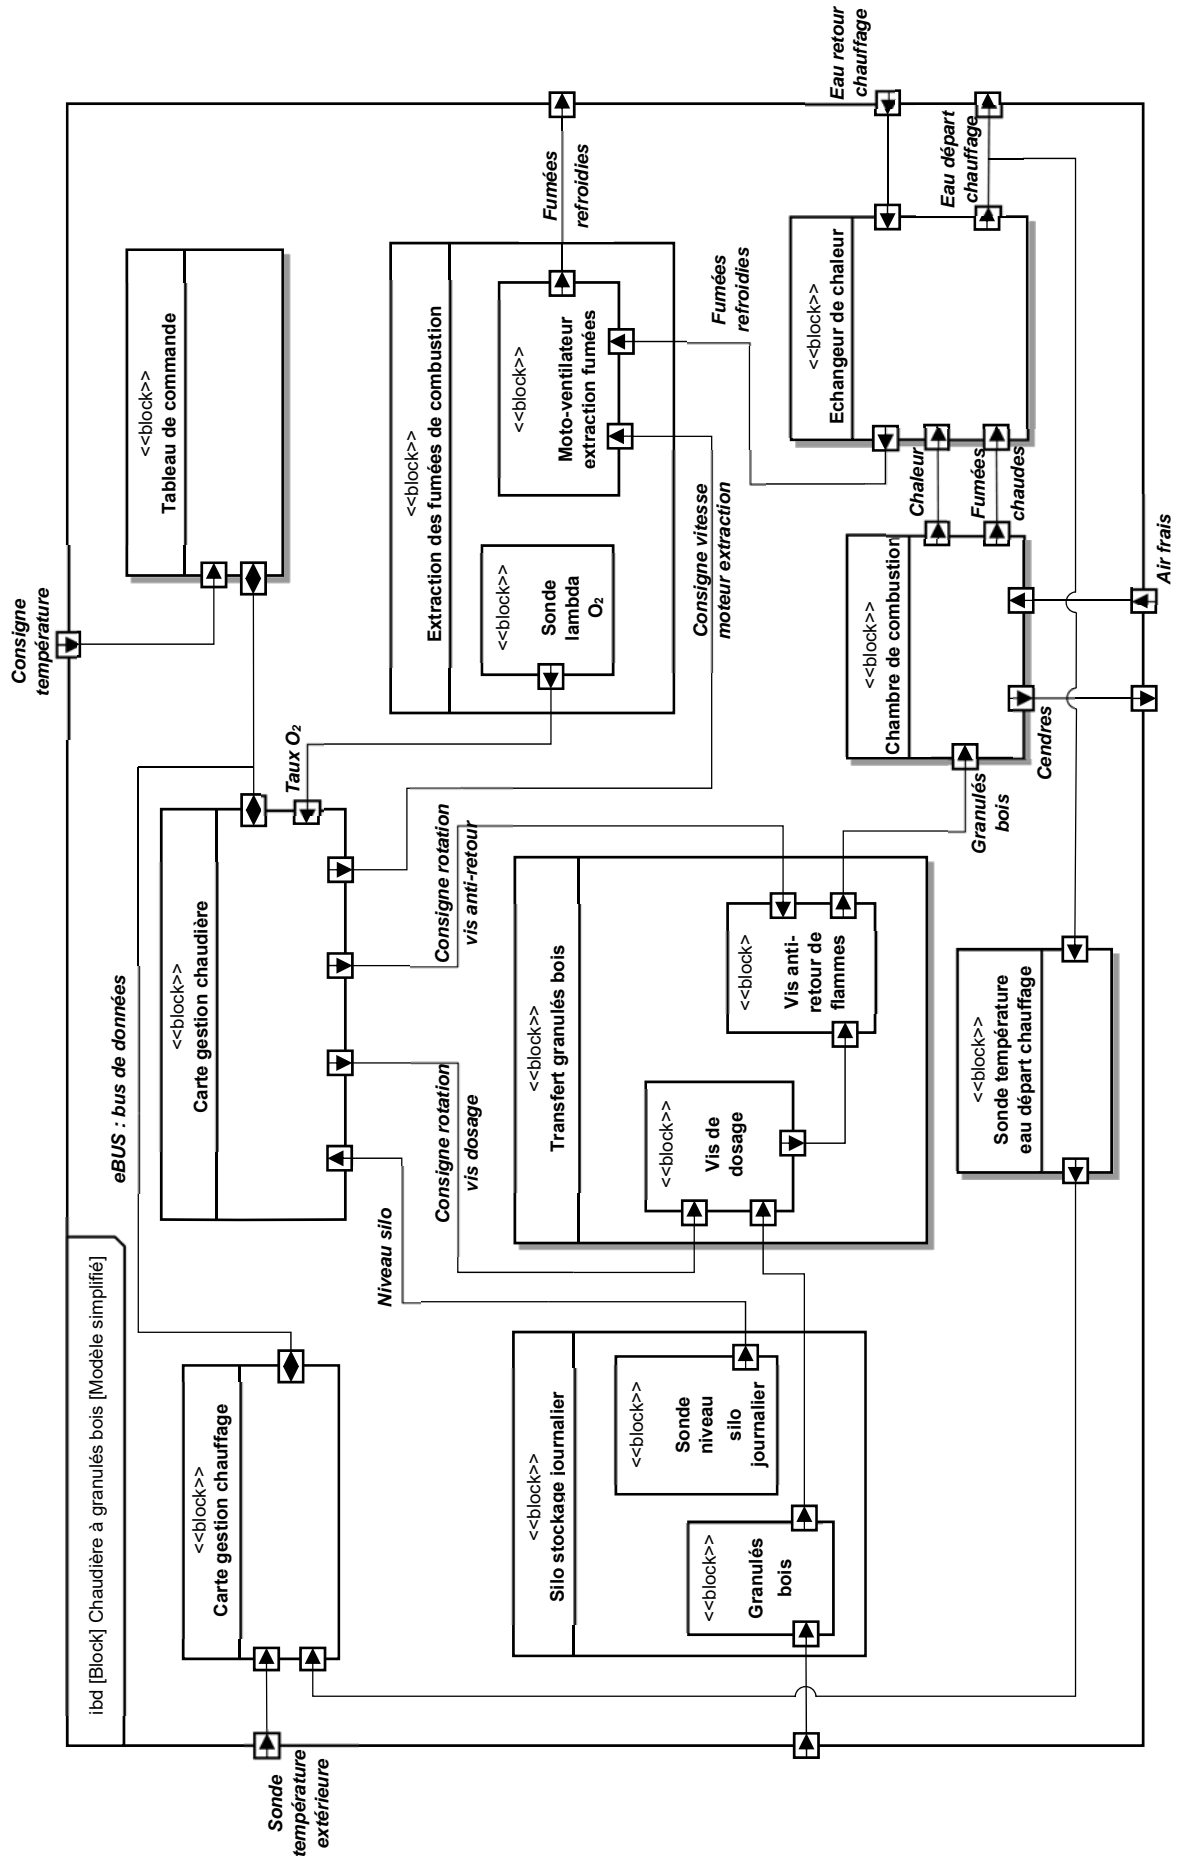 ibd [Block] Chaudière à granulés bois [Modèle simplifié]
Consigne
température
Sonde
température
extérieure
<<block>>
Carte gestion chauffage
eBUS : bus de données
<<block>>
Carte gestion chaudière
<<block>>
Tableau de commande
Taux O2
Niveau silo
Consigne rotation
vis dosage
Consigne rotation
vis anti-retour
<<block>>
Extraction des fumées de combustion
<<block>>
Sonde
lambda
O2
<<block>>
Moto-ventilateur
extraction fumées
Fumées
refroidies
Consigne vitesse
moteur extraction
Fumées
refroidies
<<block>>
Silo stockage iournalier
<<block>>
Sonde
niveau
silo
journalier
<<block>>
Granulés
bois
<<block>>
Transfert granulés bois
<<block>>
Vis de
dosage
<<block>
Vis anti-
retour de
flammes
Granulés
bois
<<block>>
Chambre de combustion
Chaleur
Fumées
chaudes
<<block>>
Echangeur de chaleur
Eau retour
chauffage
Eau départ
chauffage
<<block>>
Sonde température
eau départ chauffage
Cendres
Air frais